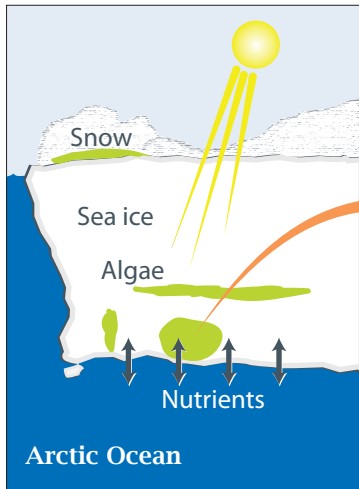 Snow
Sea ice
Algae
Nutrients
Arctic Ocean